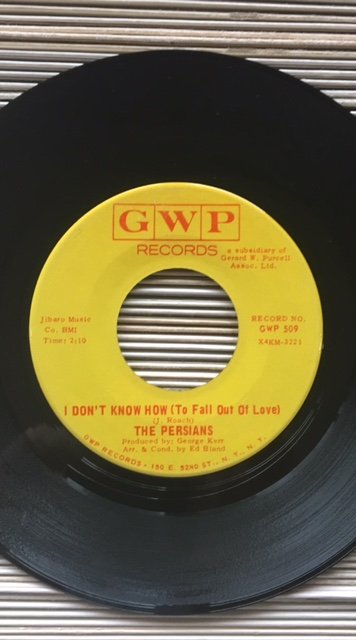 GWP
RECORDS
a subsidiary of
Gerard W. Purcell
Assoc. Ltd.
Jibaro Music
Co. BMI
Time: 2:10
RECORD NO.
GWP 509
X4KM-3221
I DON'T KNOW HOW (To Fall Out Of Love)
(J. Roach)
THE PERSIANS
Produced by: George Kerr
Arr. & Cond. by Ed Bland
GWP RECORDS - 150 E. 52ND ST., N.Y., N.Y.